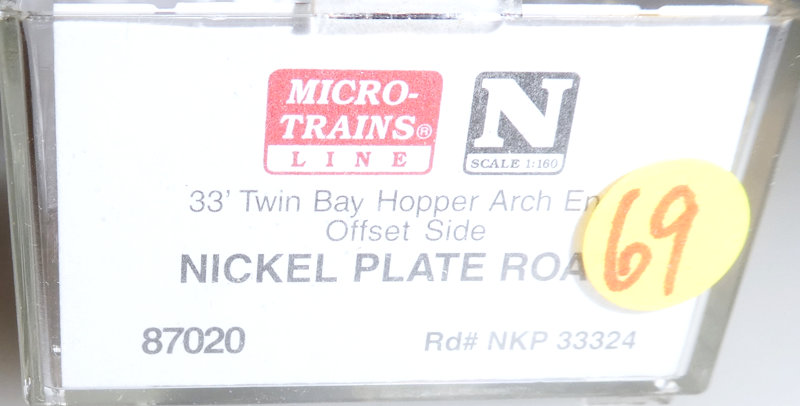 MICRO-
TRAINS®
LINE
N
SCALE 1:160
33' Twin Bay Hopper Arch En
Offset Side
NICKEL PLATE ROA
69
87020
Rd# NKP 33324